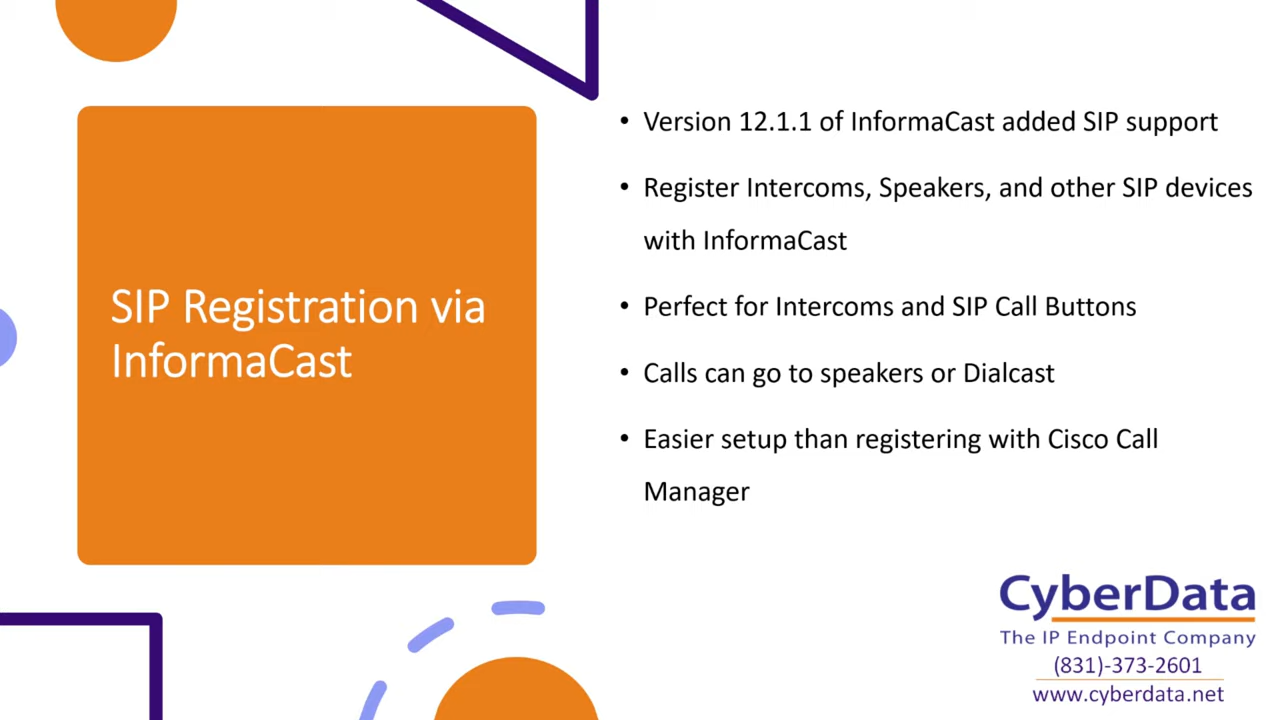 SIP Registration via
InformaCast
• Version 12.1.1 of InformaCast added SIP support
• Register Intercoms, Speakers, and other SIP devices
with InformaCast
• Perfect for Intercoms and SIP Call Buttons
• Calls can go to speakers or Dialcast
• Easier setup than registering with Cisco Call
Manager
CyberData
The IP Endpoint Company
(831)-373-2601
www.cyberdata.net